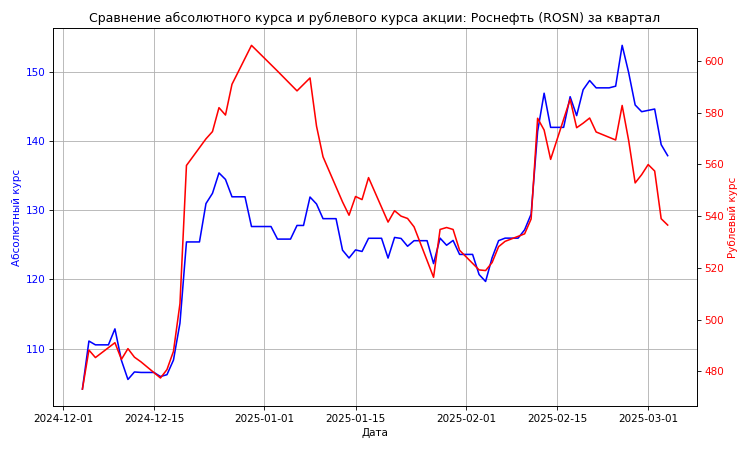 Сравнение абсолютного курса и рублевого курса акции: Роснефть (ROSN) за квартал
150
140
130
120
110
Абсолютный курс
600
580
560
540
520
500
480
Рублевый курс
2024-12-01 2024-12-15 2025-01-01 2025-01-15 2025-02-01 2025-02-15 2025-03-01
Дата